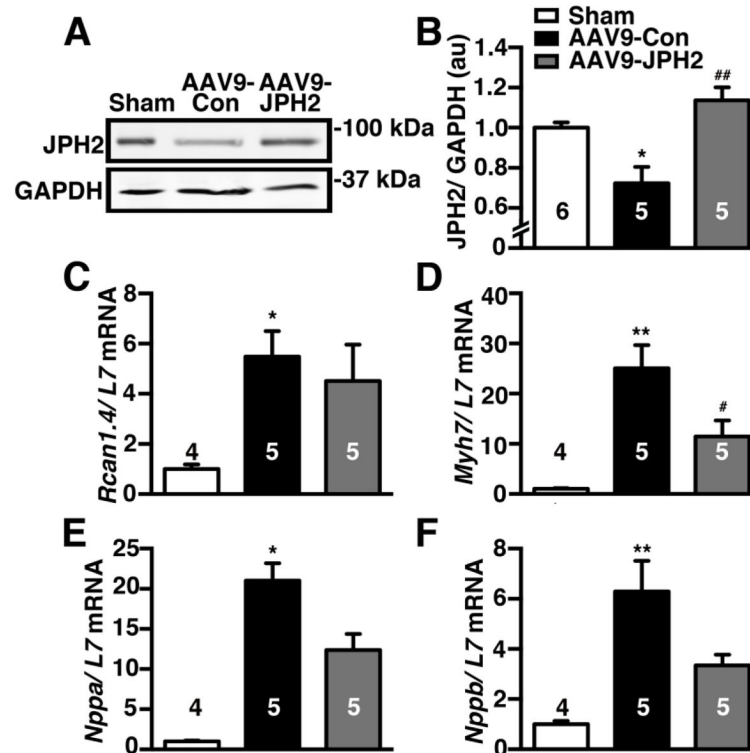 A
AAV9- AAV9-
Sham Con JPH2
JPH2
-100 kDa
GAPDH
-37 kDa
B
Sham
AAV9-Con
AAV9-JPH2
JPH2/ GAPDH (au)
1.4
1.2
1.0
0.8
0.6
0
*
##
6 5 5
C
Rcan1.4/ L7 mRNA
8
6
4
2
0
*
4 5 5
D
Myh7/ L7 mRNA
40
30
20
10
0
**
#
4 5 5
E
Nppa/ L7 mRNA
25
20
15
10
5
0
*
4 5 5
F
Nppb/ L7 mRNA
8
6
4
2
0
**
4 5 5